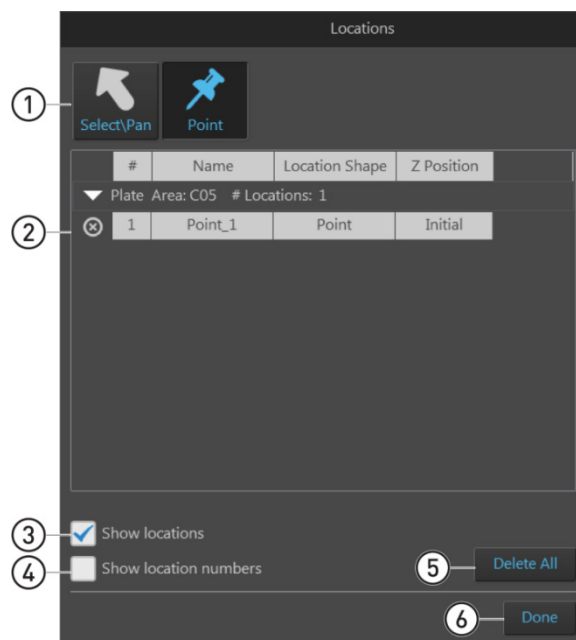 Locations
1
Select\Pan Point
# Name Location Shape Z Position
Plate Area: C05 # Locations: 1
2
1 Point_1 Point Initial
3 Show locations
4 Show location numbers
5 Delete All
6 Done